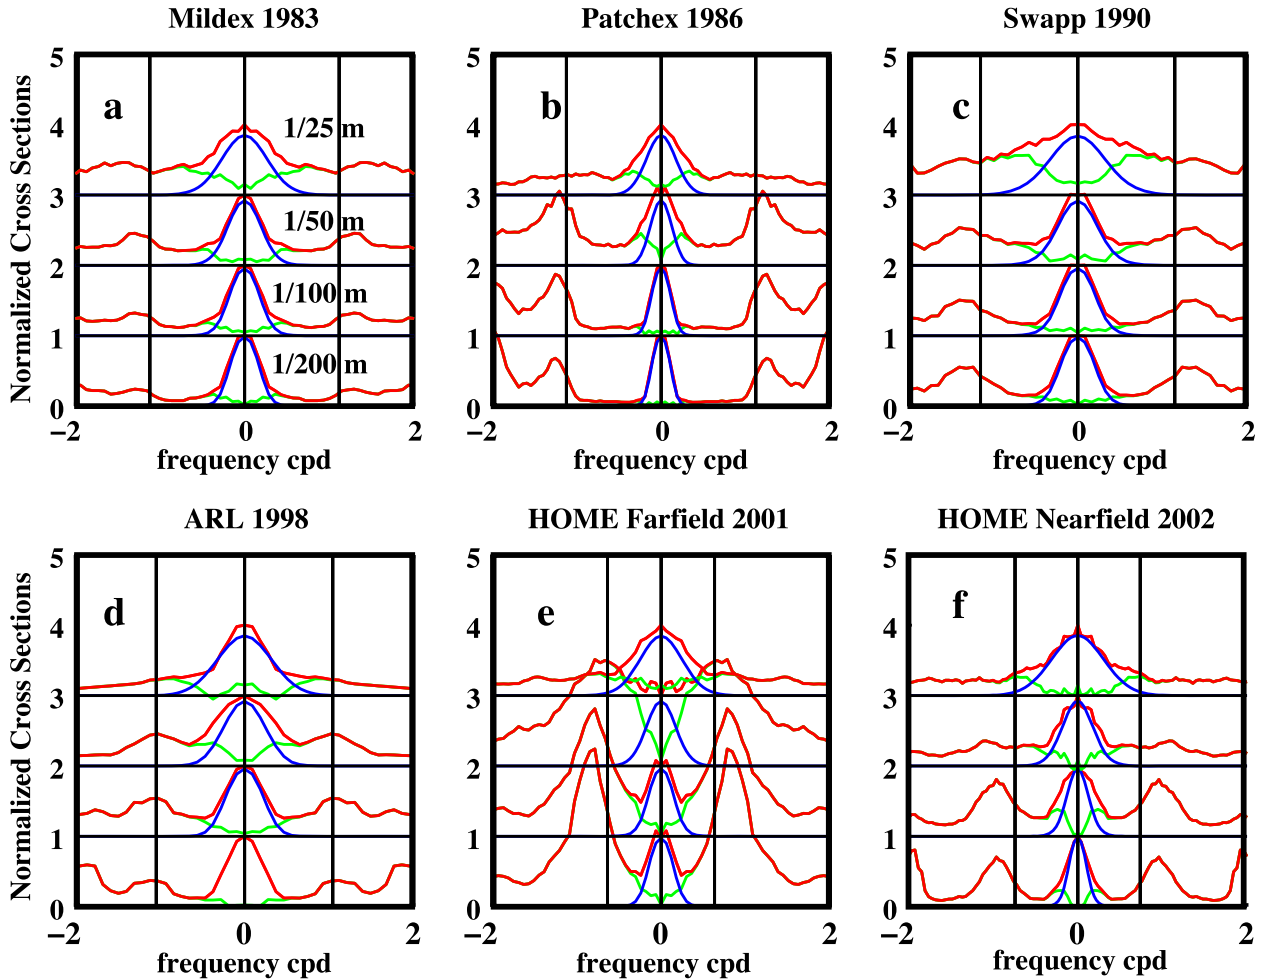 Mildex 1983
Patchex 1986
Swapp 1990
Normalized Cross Sections
5
4
3
2
1
0
a
1/25 m
1/50 m
1/100 m
1/200 m
−2
0
2
frequency cpd
5
4
3
2
1
0
b
−2
0
2
frequency cpd
5
4
3
2
1
0
c
−2
0
2
frequency cpd
ARL 1998
HOME Farfield 2001
HOME Nearfield 2002
Normalized Cross Sections
5
4
3
2
1
0
d
−2
0
2
frequency cpd
5
4
3
2
1
0
e
−2
0
2
frequency cpd
5
4
3
2
1
0
f
−2
0
2
frequency cpd